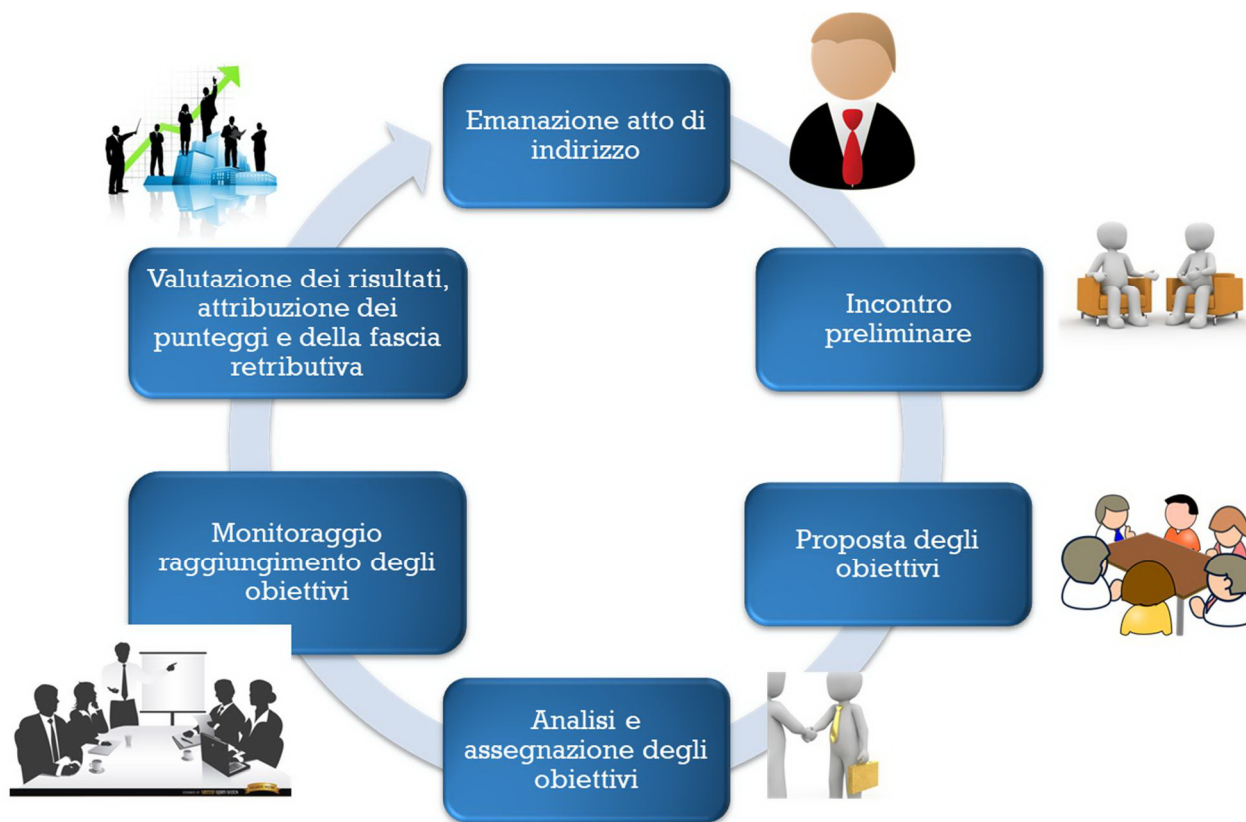 Emanazione atto di
indirizzo
Incontro
preliminare
Proposta degli
obiettivi
Analisi e
assegnazione degli
obiettivi
Monitoraggio
raggiungimento degli
obiettivi
Valutazione dei risultati,
attribuzione dei
punteggi e della fascia
retributiva